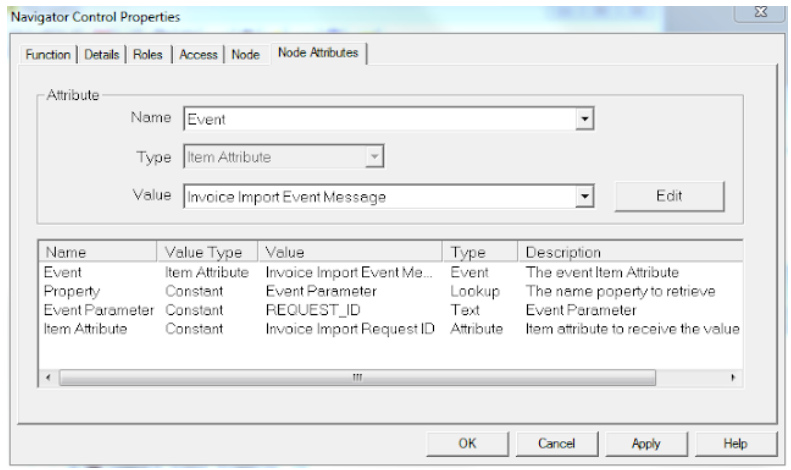 Navigator Control Properties
Function Details Roles Access Node Node Attributes
Attribute
Name Event
Type Item Attribute
Value Invoice Import Event Message Edit
Name Value Type Value Type Description
Event Item Attribute Invoice Import Event Me... Event The event Item Attribute
Property Constant Event Parameter Lookup The name poperty to retrieve
Event Parameter Constant REQUEST_ID Text Event Parameter
Item Attribute Constant Invoice Import Request ID Attribute Item attribute to receive the value
OK Cancel Apply Help